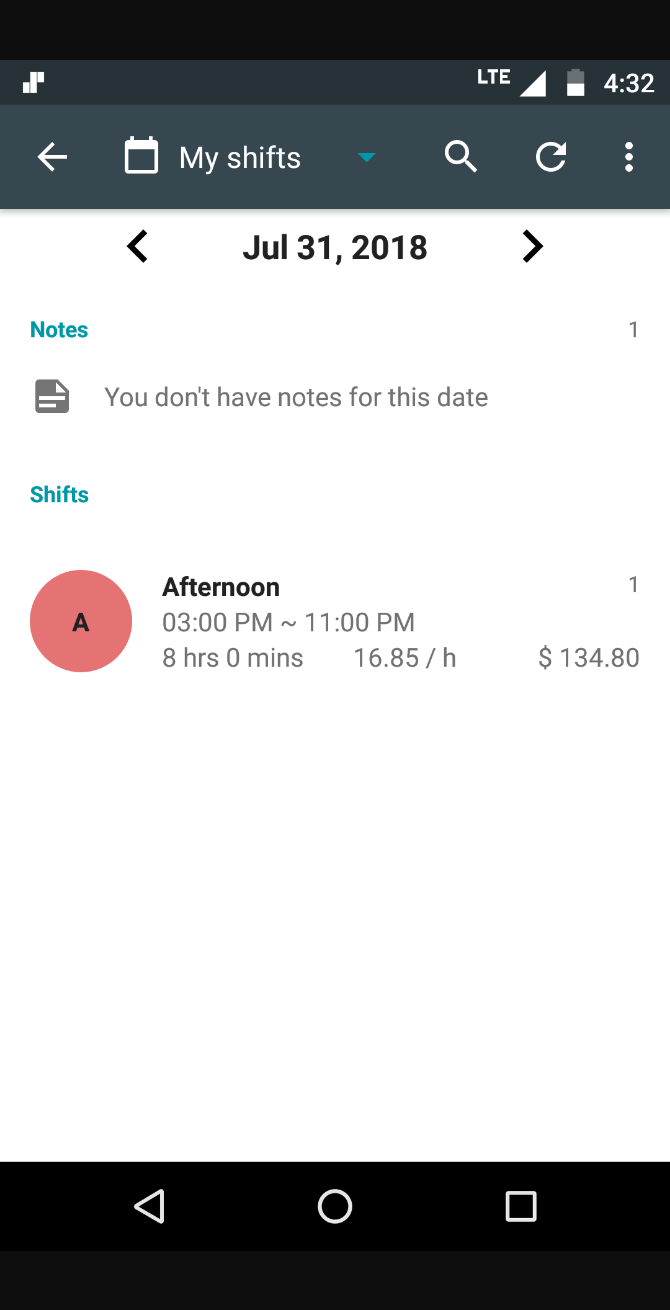 LTE 4:32
My shifts
Jul 31, 2018
Notes 1
You don't have notes for this date
Shifts
Afternoon 1
A
03:00 PM ~ 11:00 PM
8 hrs 0 mins 16.85 / h $ 134.80